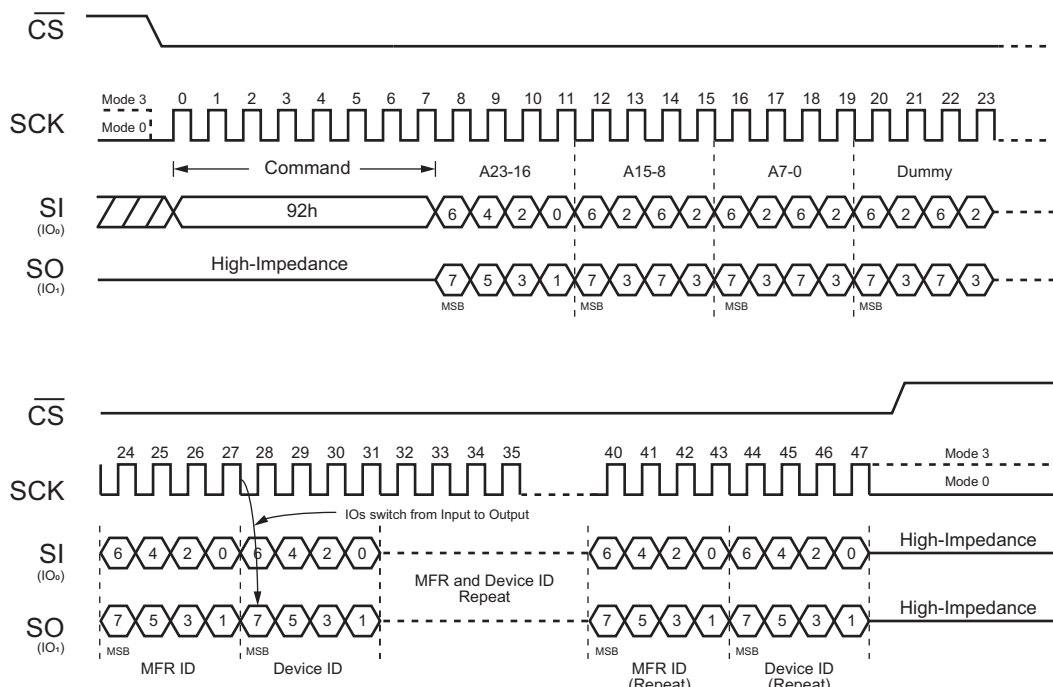 CS
Mode 3
0 1 2 3 4 5 6 7 8 9 10 11 12 13 14 15 16 17 18 19 20 21 22 23
SCK
Mode 0
Command
A23-16 A15-8 A7-0 Dummy
SI
92h
6 4 2 0 6 2 6 2 6 2 6 2 6 2 6 2
(IO₀)
High-Impedance
SO
7 5 3 1 7 3 7 3 7 3 7 3 7 3 7 3
(IO₁)
MSB MSB MSB MSB
CS
24 25 26 27 28 29 30 31 32 33 34 35 40 41 42 43 44 45 46 47
Mode 3
SCK
Mode 0
IOs switch from Input to Output
SI
6 4 2 0 6 4 2 0 6 4 2 0 6 4 2 0
High-Impedance
(IO₀)
MFR and Device ID
Repeat
SO
7 5 3 1 7 5 3 1 7 5 3 1 7 5 3 1
High-Impedance
(IO₁)
MSB MSB MSB MSB
MFR ID Device ID MFR ID Device ID
(Repeat) (Repeat)